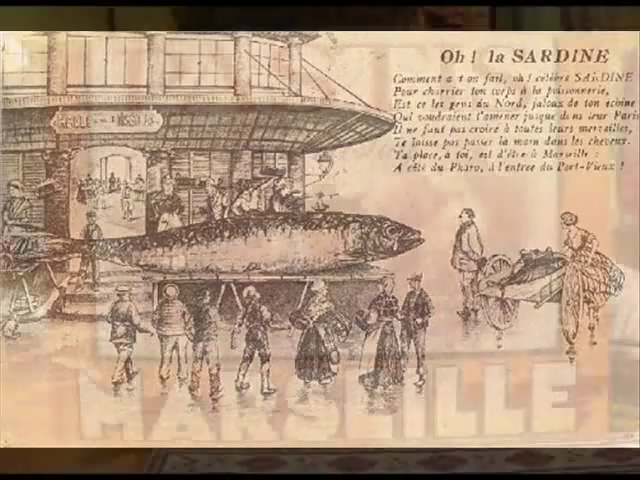 Oh ! la SARDINE
Comment a t on fait, oh ! célèbre SARDINE
Pour charrier ton corps à la poissonnerie,
Est ce les gens du Nord, jaloux de ton échine
Qui voudraient t'amener jusque dans leur Paris
Il ne faut pas croire à toutes leurs merveilles,
Te laisse pas passer la main dans les cheveux.
Ta place, à toi, est d'être à Marseille :
A côté du Pharo, à l'entrée du Port-Vieux !
HALLE
MARSEILLE